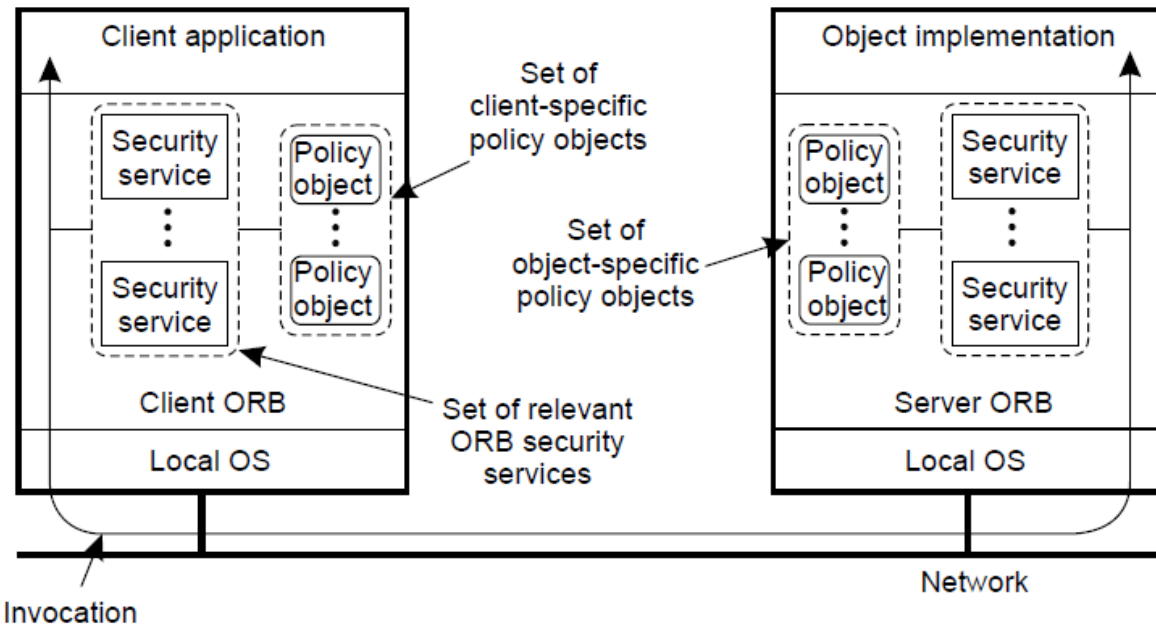 Client application
Object implementation
Set of
client-specific
policy objects
Security
service
Policy
object
Policy
object
Security
service
Security
service
Policy
object
Set of
object-specific
policy objects
Policy
object
Security
service
Client ORB
Set of relevant
ORB security
services
Server ORB
Local OS
Local OS
Network
Invocation